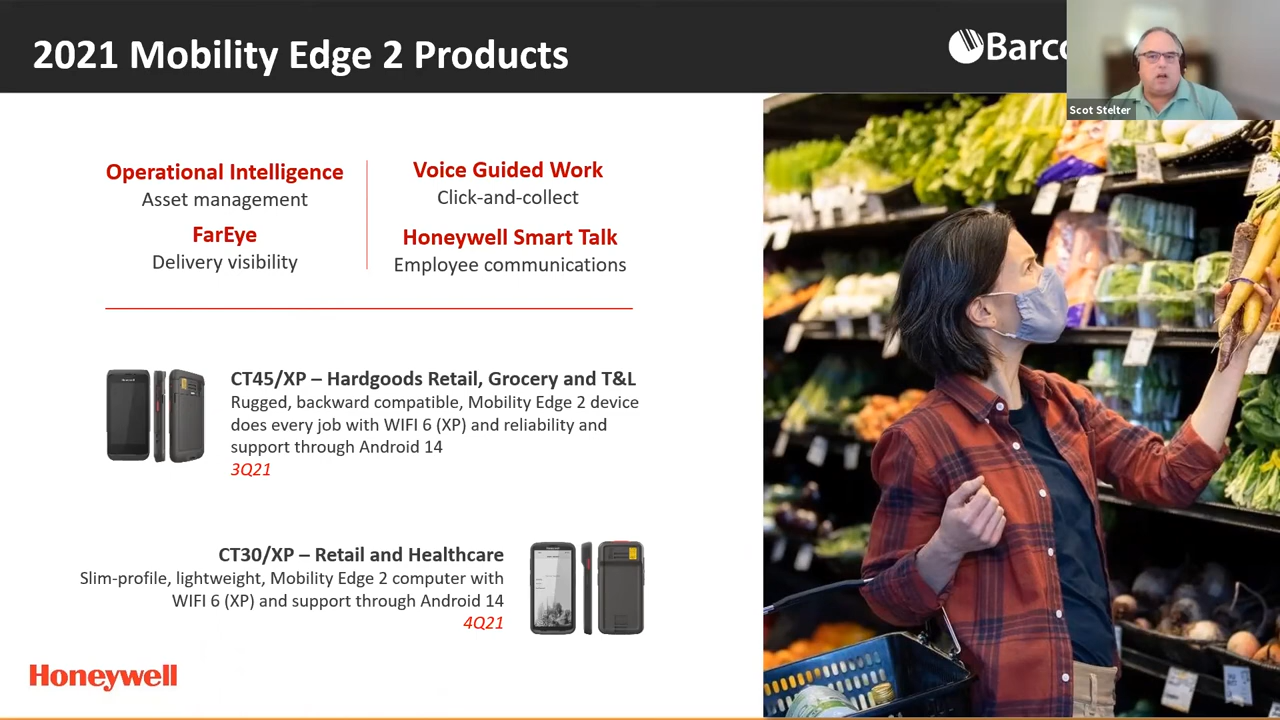 2021 Mobility Edge 2 Products
Scot Stelter
Operational Intelligence
Asset management
FarEye
Delivery visibility
Voice Guided Work
Click-and-collect
Honeywell Smart Talk
Employee communications
CT45/XP – Hardgoods Retail, Grocery and T&L
Rugged, backward compatible, Mobility Edge 2 device
does every job with WIFI 6 (XP) and reliability and
support through Android 14
3Q21
CT30/XP – Retail and Healthcare
Slim-profile, lightweight, Mobility Edge 2 computer with
WIFI 6 (XP) and support through Android 14
4Q21
Honeywell